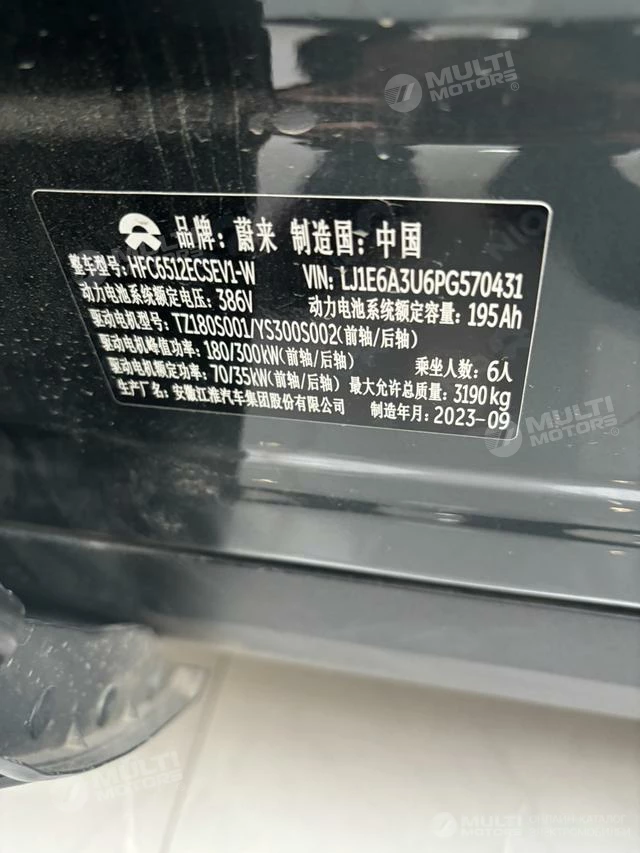 MULTI
MOTORS®
品牌：蔚来 制造国：中国
整车型号：HFC6512ECSEV1-W VIN：LJ1E6A3U6PG570431
动力电池系统额定电压：386V 动力电池系统额定容量：195Ah
驱动电机型号：TZ180S001/YS300S002(前轴/后轴)
驱动电机峰值功率：180/300kW(前轴/后轴) 乘坐人数：6人
驱动电机额定功率：70/35kW(前轴/后轴) 最大允许总质量：3190kg
生产厂名：安徽江淮汽车集团股份有限公司 制造年月：2023-09
MULTI
MOTORS®
MULTI
MOTORS
MULTI
MOTORS